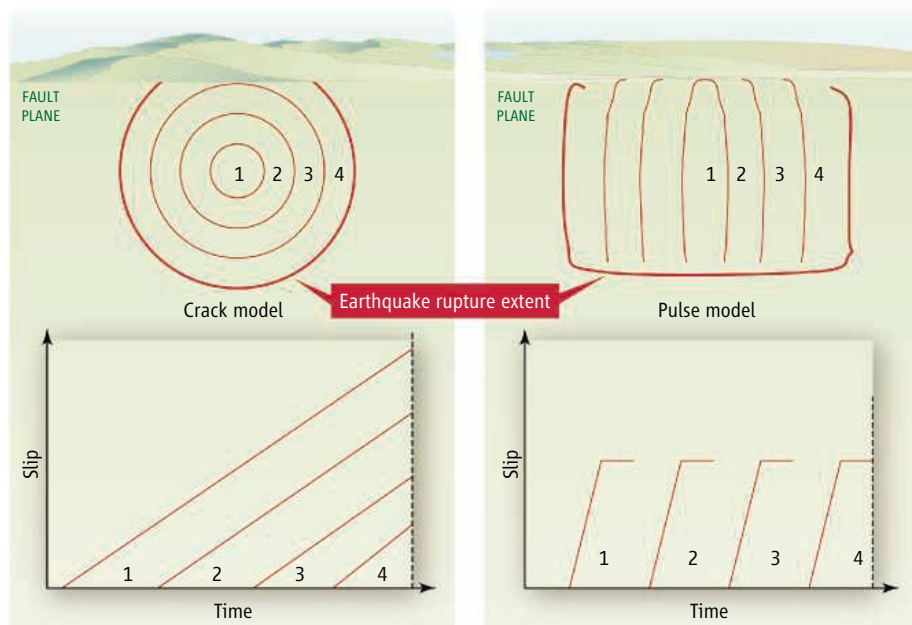 FAULT
PLANE
1 2 3 4
Crack model
FAULT
PLANE
1 2 3 4
Pulse model
Earthquake rupture extent
Slip
1 2 3 4
Time
Slip
1 2 3 4
Time